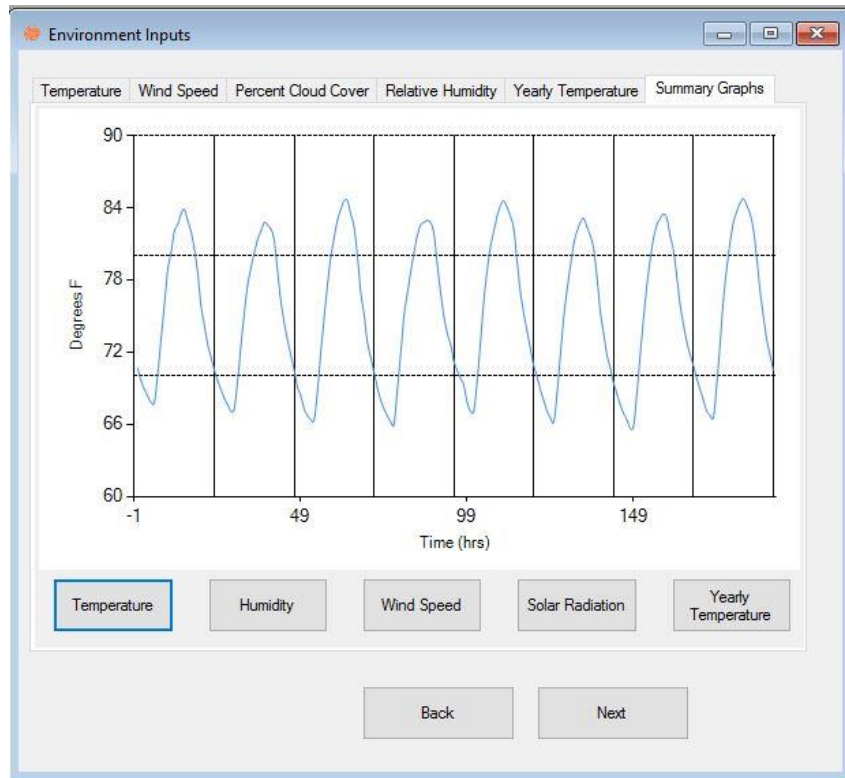 Environment Inputs
Temperature Wind Speed Percent Cloud Cover Relative Humidity Yearly Temperature Summary Graphs
90
84
78
72
66
60
Degrees F
-1 49 99 149
Time (hrs)
Temperature Humidity Wind Speed Solar Radiation Yearly
Temperature
Back Next